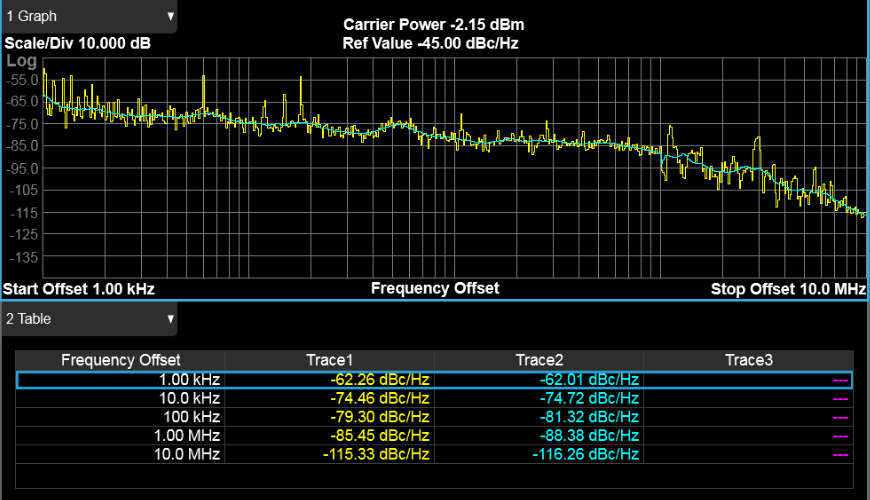 1 Graph ▼
Carrier Power -2.15 dBm
Scale/Div 10.000 dB Ref Value -45.00 dBc/Hz
Log
-55.0
-65.0
-75.0
-85.0
-95.0
-105
-115
-125
-135
Start Offset 1.00 kHz Frequency Offset Stop Offset 10.0 MHz
2 Table ▼
Frequency Offset Trace1 Trace2 Trace3
1.00 kHz -62.26 dBc/Hz -62.01 dBc/Hz ---
10.0 kHz -74.46 dBc/Hz -74.72 dBc/Hz ---
100 kHz -79.30 dBc/Hz -81.32 dBc/Hz ---
1.00 MHz -85.45 dBc/Hz -88.38 dBc/Hz ---
10.0 MHz -115.33 dBc/Hz -116.26 dBc/Hz ---